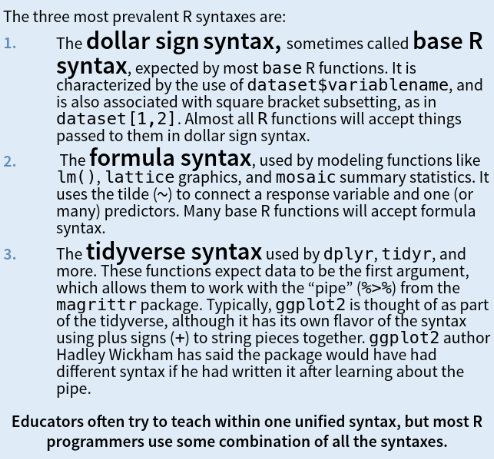 The three most prevalent R syntaxes are:
1. The dollar sign syntax, sometimes called base R
syntax, expected by most base R functions. It is
characterized by the use of dataset$variablename, and
is also associated with square bracket subsetting, as in
dataset[1,2]. Almost all R functions will accept things
passed to them in dollar sign syntax.
2. The formula syntax, used by modeling functions like
lm(), lattice graphics, and mosaic summary statistics. It
uses the tilde (~) to connect a response variable and one (or
many) predictors. Many base R functions will accept formula
syntax.
3. The tidyverse syntax used by dplyr, tidyr, and
more. These functions expect data to be the first argument,
which allows them to work with the “pipe” (%>%) from the
magrittr package. Typically, ggplot2 is thought of as part
of the tidyverse, although it has its own flavor of the syntax
using plus signs (+) to string pieces together. ggplot2 author
Hadley Wickham has said the package would have had
different syntax if he had written it after learning about the
pipe.
Educators often try to teach within one unified syntax, but most R
programmers use some combination of all the syntaxes.